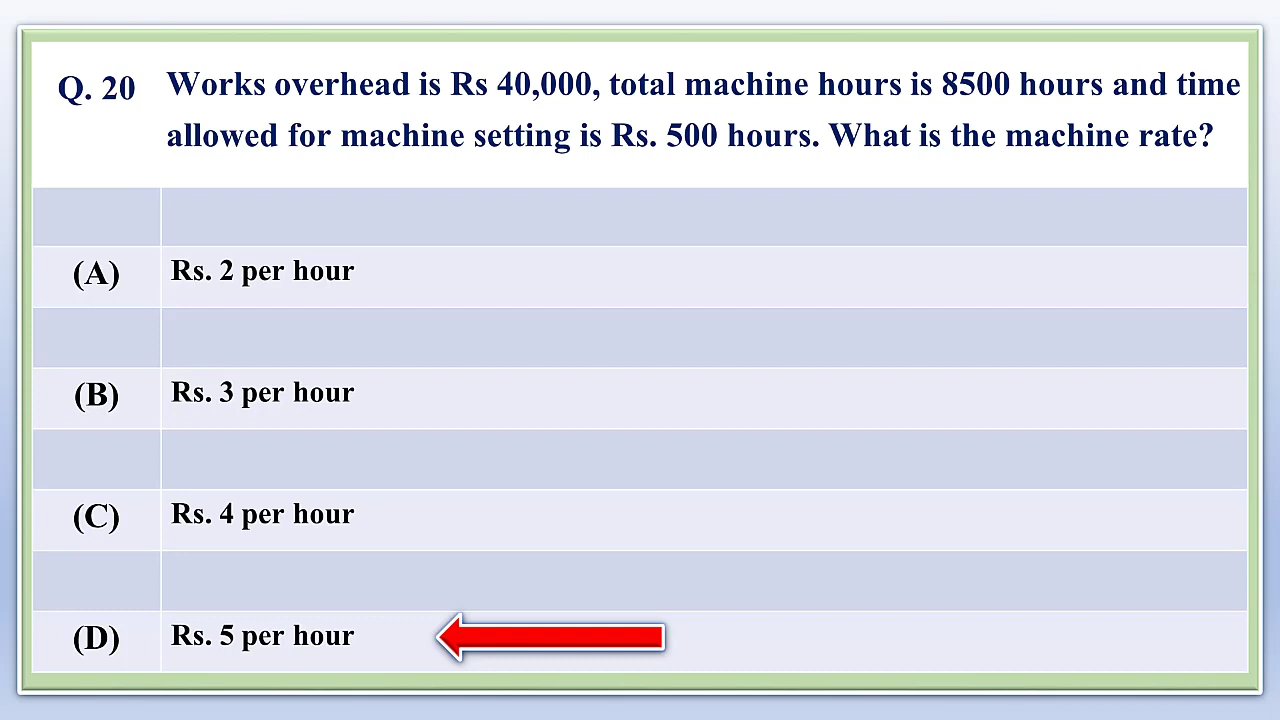 Q. 20 Works overhead is Rs 40,000, total machine hours is 8500 hours and time
allowed for machine setting is Rs. 500 hours. What is the machine rate?
(A) Rs. 2 per hour
(B) Rs. 3 per hour
(C) Rs. 4 per hour
(D) Rs. 5 per hour